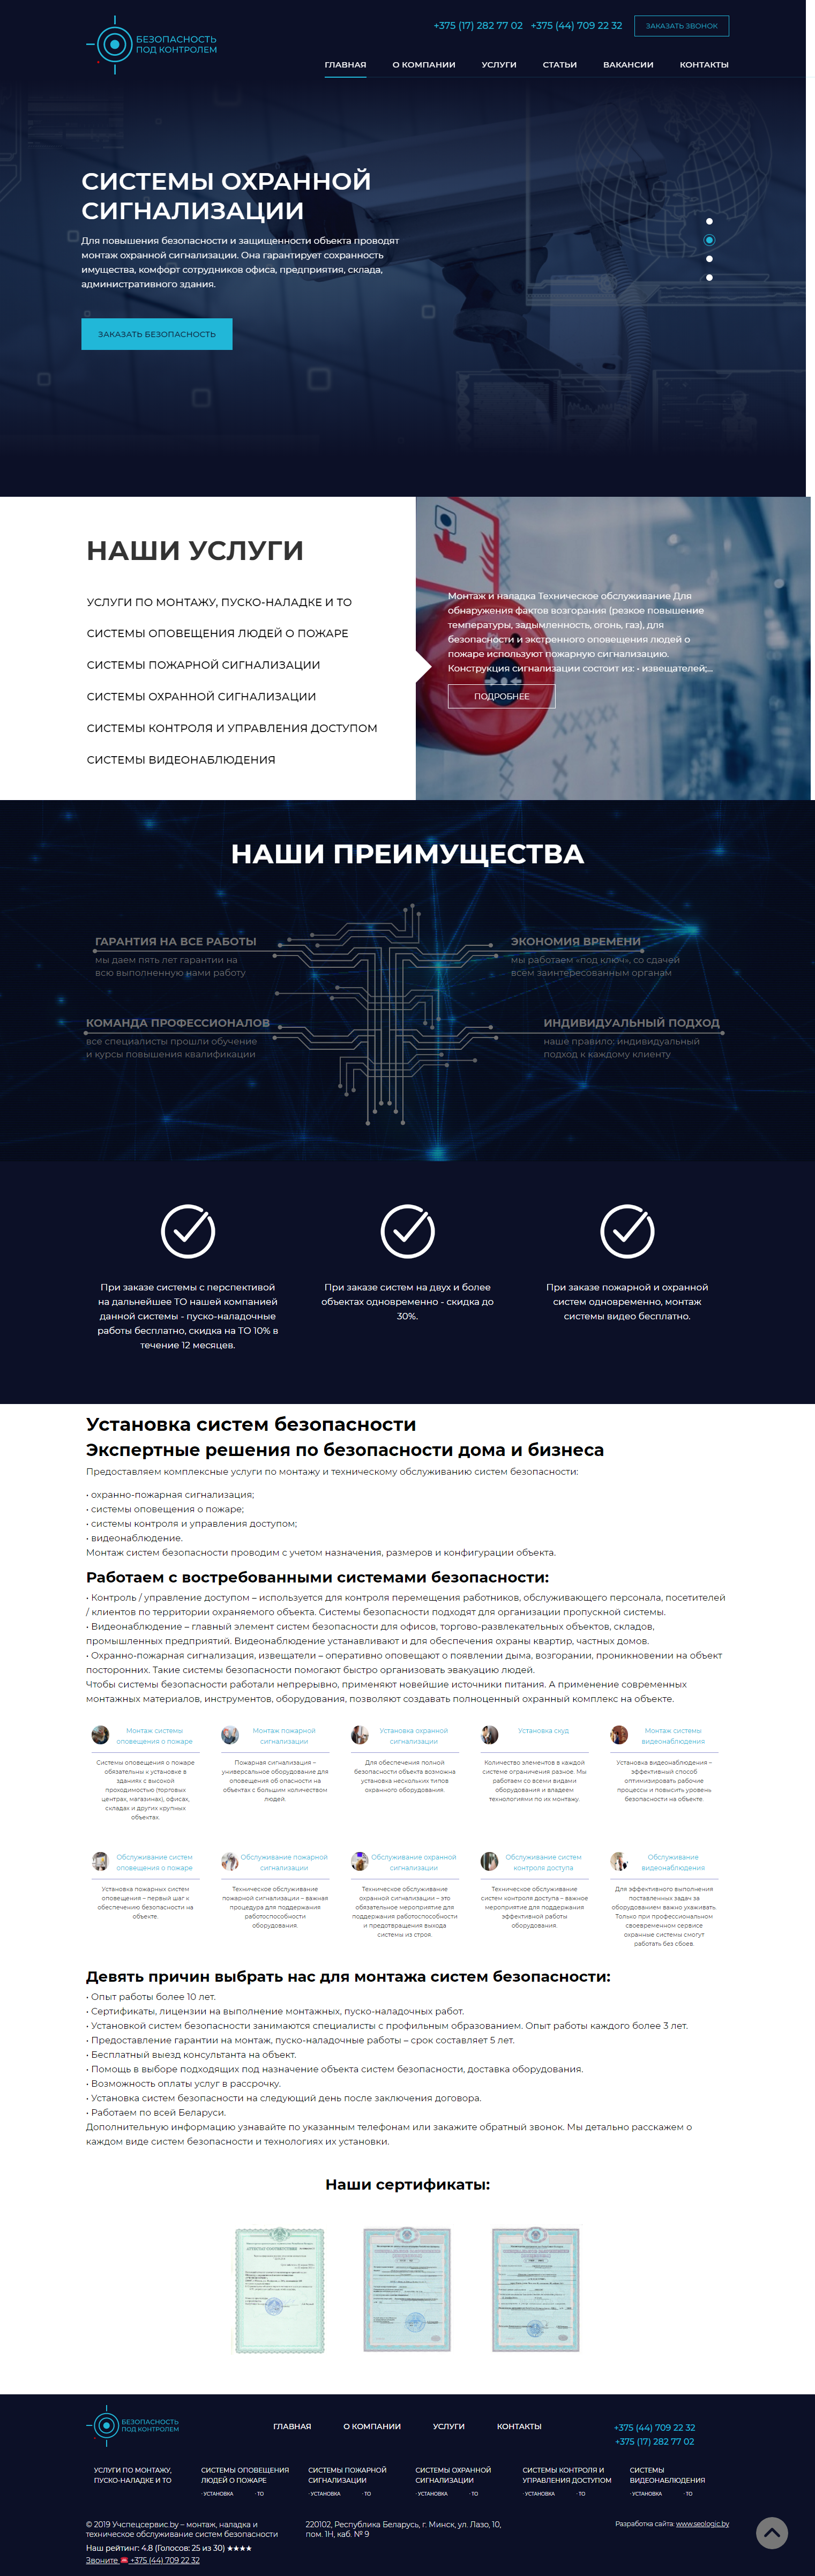 БЕЗОПАСНОСТЬ
ПОД КОНТРОЛЕМ
+375 (17) 282 77 02 +375 (44) 709 22 32
ЗАКАЗАТЬ ЗВОНОК
ГЛАВНАЯ О КОМПАНИИ УСЛУГИ СТАТЬИ ВАКАНСИИ КОНТАКТЫ
СИСТЕМЫ ОХРАННОЙ
СИГНАЛИЗАЦИИ
Для повышения безопасности и защищенности объекта проводят
монтаж охранной сигнализации. Она гарантирует сохранность
имущества, комфорт сотрудников офиса, предприятия, склада,
административного здания.
ЗАКАЗАТЬ БЕЗОПАСНОСТЬ
НАШИ УСЛУГИ
УСЛУГИ ПО МОНТАЖУ, ПУСКО-НАЛАДКЕ И ТО
СИСТЕМЫ ОПОВЕЩЕНИЯ ЛЮДЕЙ О ПОЖАРЕ
СИСТЕМЫ ПОЖАРНОЙ СИГНАЛИЗАЦИИ
СИСТЕМЫ ОХРАННОЙ СИГНАЛИЗАЦИИ
СИСТЕМЫ КОНТРОЛЯ И УПРАВЛЕНИЯ ДОСТУПОМ
СИСТЕМЫ ВИДЕОНАБЛЮДЕНИЯ
Монтаж и наладка Техническое обслуживание Для
обнаружения фактов возгорания (резкое повышение
температуры, задымленность, огонь, газ), для
безопасности и экстренного оповещения людей о
пожаре используют пожарную сигнализацию.
Конструкция сигнализации состоит из: • извещателей;...
ПОДРОБНЕЕ
НАШИ ПРЕИМУЩЕСТВА
ГАРАНТИЯ НА ВСЕ РАБОТЫ
мы даем пять лет гарантии на
всю выполненную нами работу
ЭКОНОМИЯ ВРЕМЕНИ
мы работаем «под ключ», со сдачей
всем заинтересованным органам
КОМАНДА ПРОФЕССИОНАЛОВ
все специалисты прошли обучение
и курсы повышения квалификации
ИНДИВИДУАЛЬНЫЙ ПОДХОД
наше правило: индивидуальный
подход к каждому клиенту
При заказе системы с перспективой
на дальнейшее ТО нашей компанией
данной системы - пуско-наладочные
работы бесплатно, скидка на ТО 10% в
течение 12 месяцев.
При заказе систем на двух и более
объектах одновременно - скидка до
30%.
При заказе пожарной и охранной
систем одновременно, монтаж
системы видео бесплатно.
Установка систем безопасности
Экспертные решения по безопасности дома и бизнеса
Предоставляем комплексные услуги по монтажу и техническому обслуживанию систем безопасности:
• охранно-пожарная сигнализация;
• системы оповещения о пожаре;
• системы контроля и управления доступом;
• видеонаблюдение.
Монтаж систем безопасности проводим с учетом назначения, размеров и конфигурации объекта.
Работаем с востребованными системами безопасности:
• Контроль / управление доступом – используется для контроля перемещения работников, обслуживающего персонала, посетителей
/ клиентов по территории охраняемого объекта. Системы безопасности подходят для организации пропускной системы.
• Видеонаблюдение – главный элемент систем безопасности для офисов, торгово-развлекательных объектов, складов,
промышленных предприятий. Видеонаблюдение устанавливают и для обеспечения охраны квартир, частных домов.
• Охранно-пожарная сигнализация, извещатели – оперативно оповещают о появлении дыма, возгорании, проникновении на объект
посторонних. Такие системы безопасности помогают быстро организовать эвакуацию людей.
Чтобы системы безопасности работали непрерывно, применяют новейшие источники питания. А применение современных
монтажных материалов, инструментов, оборудования, позволяют создавать полноценный охранный комплекс на объекте.
Монтаж системы
оповещения о пожаре
Системы оповещения о пожаре
обязательны к установке в
зданиях с высокой
проходимостью (торговых
центрах, магазинах), офисах,
складах и других крупных
объектах.
Монтаж пожарной
сигнализации
Пожарная сигнализация –
универсальное оборудование для
оповещения об опасности на
объектах с большим количеством
людей.
Установка охранной
сигнализации
Для обеспечения полной
безопасности объекта возможна
установка нескольких типов
охранного оборудования.
Установка скуд
Количество элементов в каждой
системе ограничения разное. Мы
работаем со всеми видами
оборудования и владеем
технологиями по их монтажу.
Монтаж системы
видеонаблюдения
Установка видеонаблюдения –
эффективный способ
оптимизировать рабочие
процессы и повысить уровень
безопасности на объекте.
Обслуживание систем
оповещения о пожаре
Установка пожарных систем
оповещения – первый шаг к
обеспечению безопасности на
объекте.
Обслуживание пожарной
сигнализации
Техническое обслуживание
пожарной сигнализации – важная
процедура для поддержания
работоспособности
оборудования.
Обслуживание охранной
сигнализации
Техническое обслуживание
охранной сигнализации – это
обязательное мероприятие для
поддержания работоспособности
и предотвращения выхода
системы из строя.
Обслуживание систем
контроля доступа
Техническое обслуживание
систем контроля доступа – важное
мероприятие для поддержания
эффективной работы
оборудования.
Обслуживание
видеонаблюдения
Для эффективного выполнения
поставленных задач за
оборудованием важно ухаживать.
Только при профессиональном
своевременном сервисе
охранные системы смогут
работать без сбоев.
Девять причин выбрать нас для монтажа систем безопасности:
• Опыт работы более 10 лет.
• Сертификаты, лицензии на выполнение монтажных, пуско-наладочных работ.
• Установкой систем безопасности занимаются специалисты с профильным образованием. Опыт работы каждого более 3 лет.
• Предоставление гарантии на монтаж, пуско-наладочные работы – срок составляет 5 лет.
• Бесплатный выезд консультанта на объект.
• Помощь в выборе подходящих под назначение объекта систем безопасности, доставка оборудования.
• Возможность оплаты услуг в рассрочку.
• Установка систем безопасности на следующий день после заключения договора.
• Работаем по всей Беларуси.
Дополнительную информацию узнавайте по указанным телефонам или закажите обратный звонок. Мы детально расскажем о
каждом виде систем безопасности и технологиях их установки.
Наши сертификаты:
АТТЕСТАТ СООТВЕТСТВИЯ
БЕЗОПАСНОСТЬ
ПОД КОНТРОЛЕМ
ГЛАВНАЯ О КОМПАНИИ УСЛУГИ КОНТАКТЫ
+375 (44) 709 22 32
+375 (17) 282 77 02
УСЛУГИ ПО МОНТАЖУ,
ПУСКО-НАЛАДКЕ И ТО
СИСТЕМЫ ОПОВЕЩЕНИЯ
ЛЮДЕЙ О ПОЖАРЕ
· УСТАНОВКА · ТО
СИСТЕМЫ ПОЖАРНОЙ
СИГНАЛИЗАЦИИ
· УСТАНОВКА · ТО
СИСТЕМЫ ОХРАННОЙ
СИГНАЛИЗАЦИИ
· УСТАНОВКА · ТО
СИСТЕМЫ КОНТРОЛЯ И
УПРАВЛЕНИЯ ДОСТУПОМ
· УСТАНОВКА · ТО
СИСТЕМЫ
ВИДЕОНАБЛЮДЕНИЯ
· УСТАНОВКА · ТО
© 2019 Учспецсервис.by – монтаж, наладка и
техническое обслуживание систем безопасности
Наш рейтинг: 4.8 (Голосов: 25 из 30) ★★★★
Звоните ☎ +375 (44) 709 22 32
220102, Республика Беларусь, г. Минск, ул. Лазо, 10,
пом. 1Н, каб. № 9
Разработка сайта: www.seologic.by